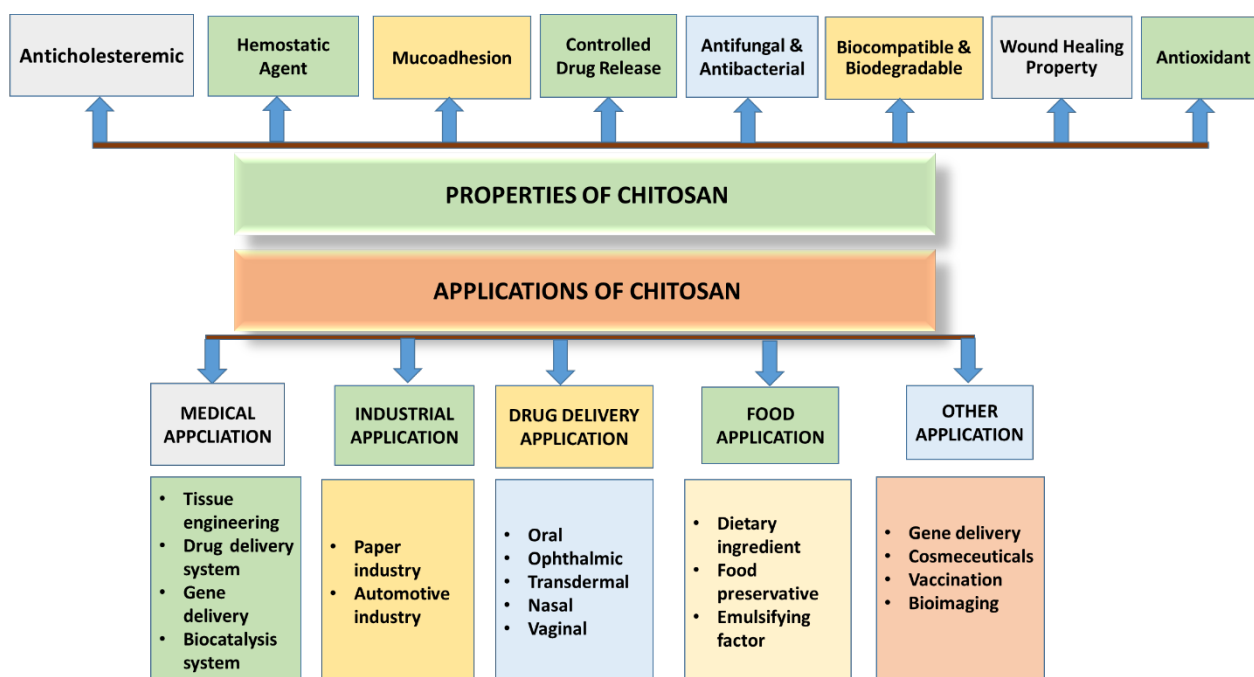 Anticholesteremic
Hemostatic
Agent
Mucoadhesion
Controlled
Drug Release
Antifungal &
Antibacterial
Biocompatible &
Biodegradable
Wound Healing
Property
Antioxidant
PROPERTIES OF CHITOSAN
APPLICATIONS OF CHITOSAN
MEDICAL
APPCLIATION
INDUSTRIAL
APPLICATION
DRUG DELIVERY
APPLICATION
FOOD
APPLICATION
OTHER
APPLICATION
• Tissue
engineering
• Drug delivery
system
• Gene
delivery
• Biocatalysis
system
• Paper
industry
• Automotive
industry
• Oral
• Ophthalmic
• Transdermal
• Nasal
• Vaginal
• Dietary
ingredient
• Food
preservative
• Emulsifying
factor
• Gene delivery
• Cosmeceuticals
• Vaccination
• Bioimaging